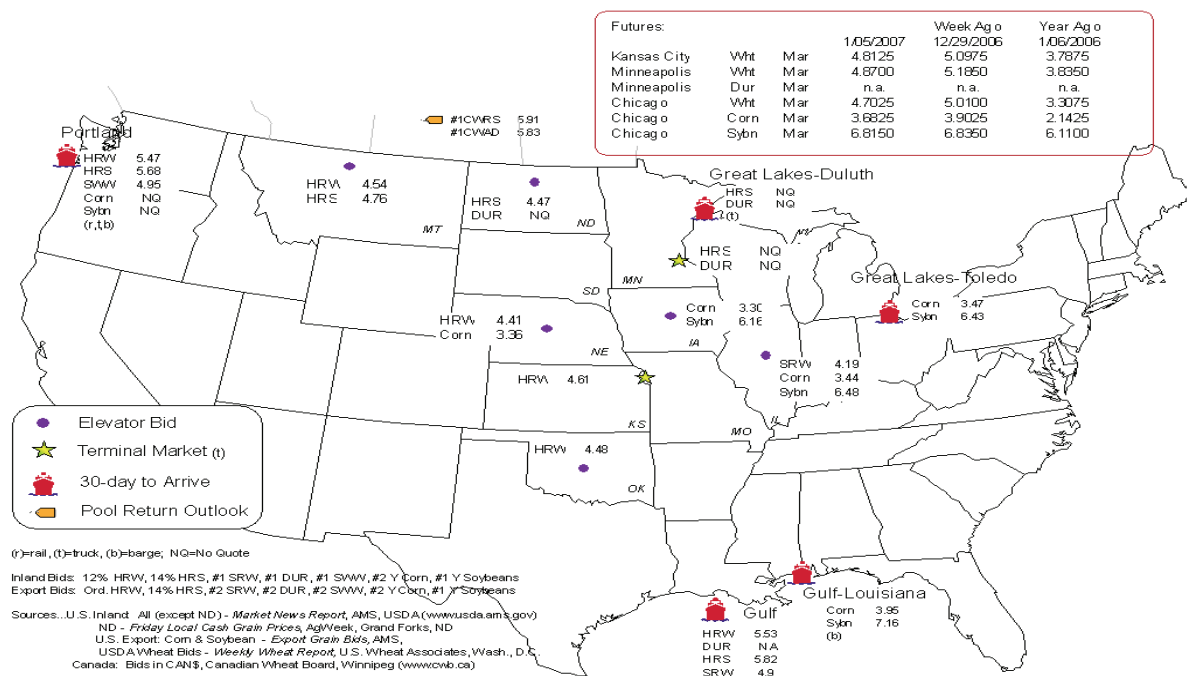 Futures: Week Ago Year Ago
1/05/2007 12/29/2006 1/06/2006
Kansas City Wht Mar 4.8125 5.0975 3.7875
Minneapolis Wht Mar 4.8700 5.1850 3.8350
Minneapolis Dur Mar n.a. n.a. n.a.
Chicago Wht Mar 4.7025 5.0100 3.3075
Chicago Corn Mar 3.6825 3.9025 2.1425
Chicago Sybn Mar 6.8150 6.8350 6.1100
#1CWRS 5.91
#1CWAD 5.83
Portland
HRW 5.47
HRS 5.68
SWW 4.95
Corn NQ
Sybn NQ
(r,t,b)
HRW 4.54
HRS 4.76
MT
HRS 4.47
DUR NQ
ND
Great Lakes-Duluth
HRS NQ
DUR NQ
(t)
HRS NQ
DUR NQ
MN
SD
Great Lakes-Toledo
Corn 3.47
Sybn 6.43
HRW 4.41
Corn 3.36
NE
Corn 3.30
Sybn 6.16
IA
SRW 4.19
Corn 3.44
Sybn 6.48
IL
HRW 4.61
KS
MO
HRW 4.48
OK
Elevator Bid
Terminal Market (t)
30-day to Arrive
Pool Return Outlook
(r)=rail, (t)=truck, (b)=barge; NQ=No Quote
Inland Bids: 12% HRW, 14% HRS, #1 SRW, #1 DUR, #1 SWW, #2 Y Corn, #1 Y Soybeans
Export Bids: Ord. HRW, 14% HRS, #2 SRW, #2 DUR, #2 SWW, #2 Y Corn, #1 Y Soybeans
Sources...U.S. Inland: All (except ND) - Market News Report, AMS, USDA (www.usda.ams.gov)
ND - Friday Local Cash Grain Prices, AgWeek, Grand Forks, ND
U.S. Export: Corn & Soybean - Export Grain Bids, AMS,
USDA Wheat Bids - Weekly Wheat Report, U.S. Wheat Associates, Wash., D.C.
Canada: Bids in CAN$, Canadian Wheat Board, Winnipeg (www.cwb.ca)
Gulf-Louisiana
Corn 3.95
Sybn 7.16
(b)
Gulf
HRW 5.53
DUR NA
HRS 5.82
SRW 4.9